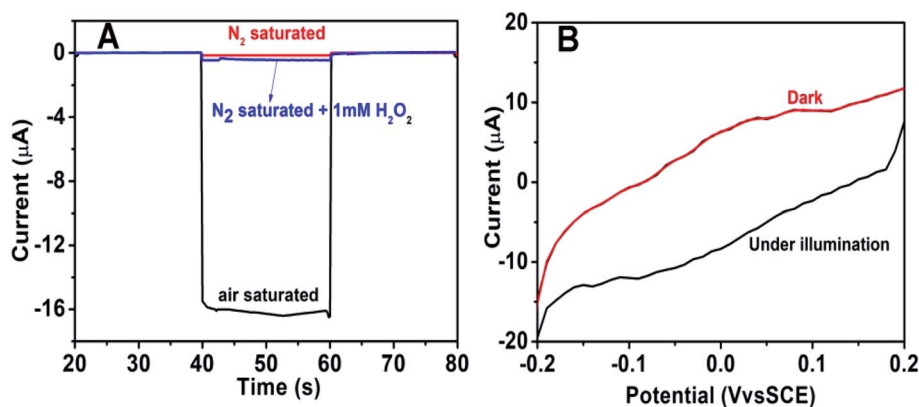 A
N₂ saturated
N2 saturated + 1mM H₂O₂
air saturated
Current (µA)
0
-4
-8
-12
-16
20 30 40 50 60 70 80
Time (s)
B
Dark
Under illumination
Current (µA)
20
10
0
-10
-20
-0.2 -0.1 0.0 0.1 0.2
Potential (VvsSCE)